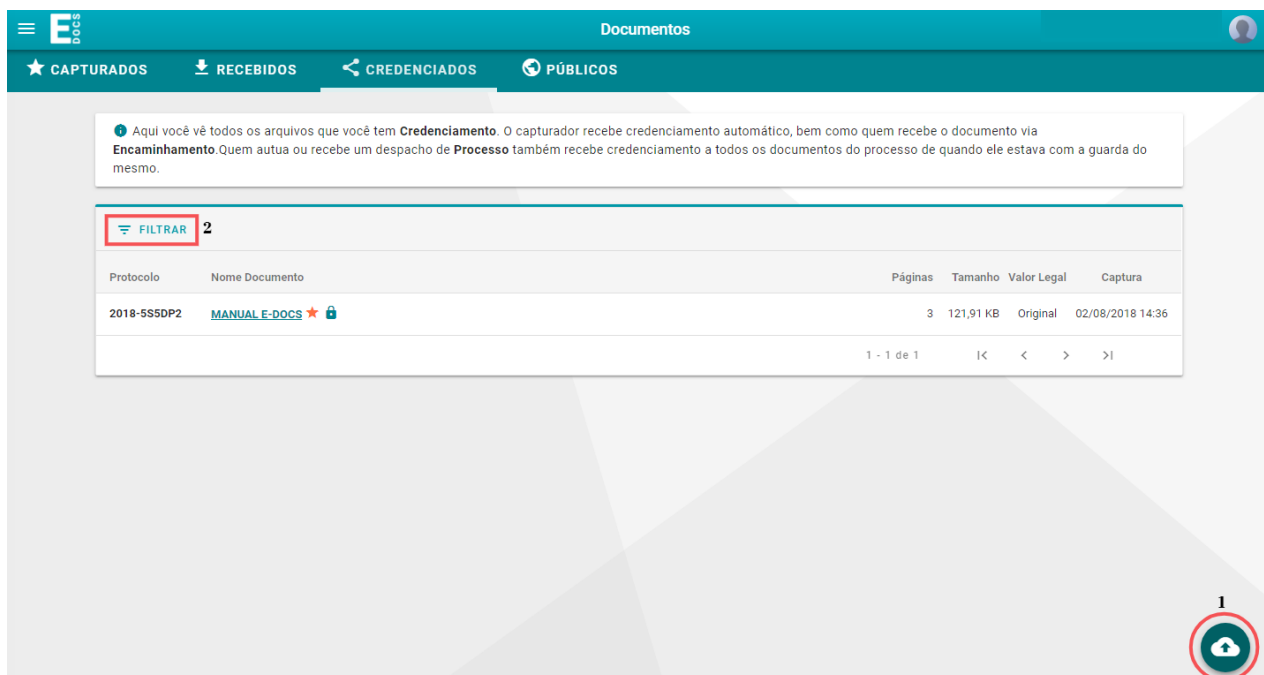 E DOCS
Documentos
CAPTURADOS RECEBIDOS CREDENCIADOS PÚBLICOS
Aqui você vê todos os arquivos que você tem Credenciamento. O capturador recebe credenciamento automático, bem como quem recebe o documento via
Encaminhamento.Quem autua ou recebe um despacho de Processo também recebe credenciamento a todos os documentos do processo de quando ele estava com a guarda do
mesmo.
FILTRAR 2
Protocolo Nome Documento Páginas Tamanho Valor Legal Captura
2018-5S5DP2 MANUAL E-DOCS 3 121,91 KB Original 02/08/2018 14:36
1 - 1 de 1
1